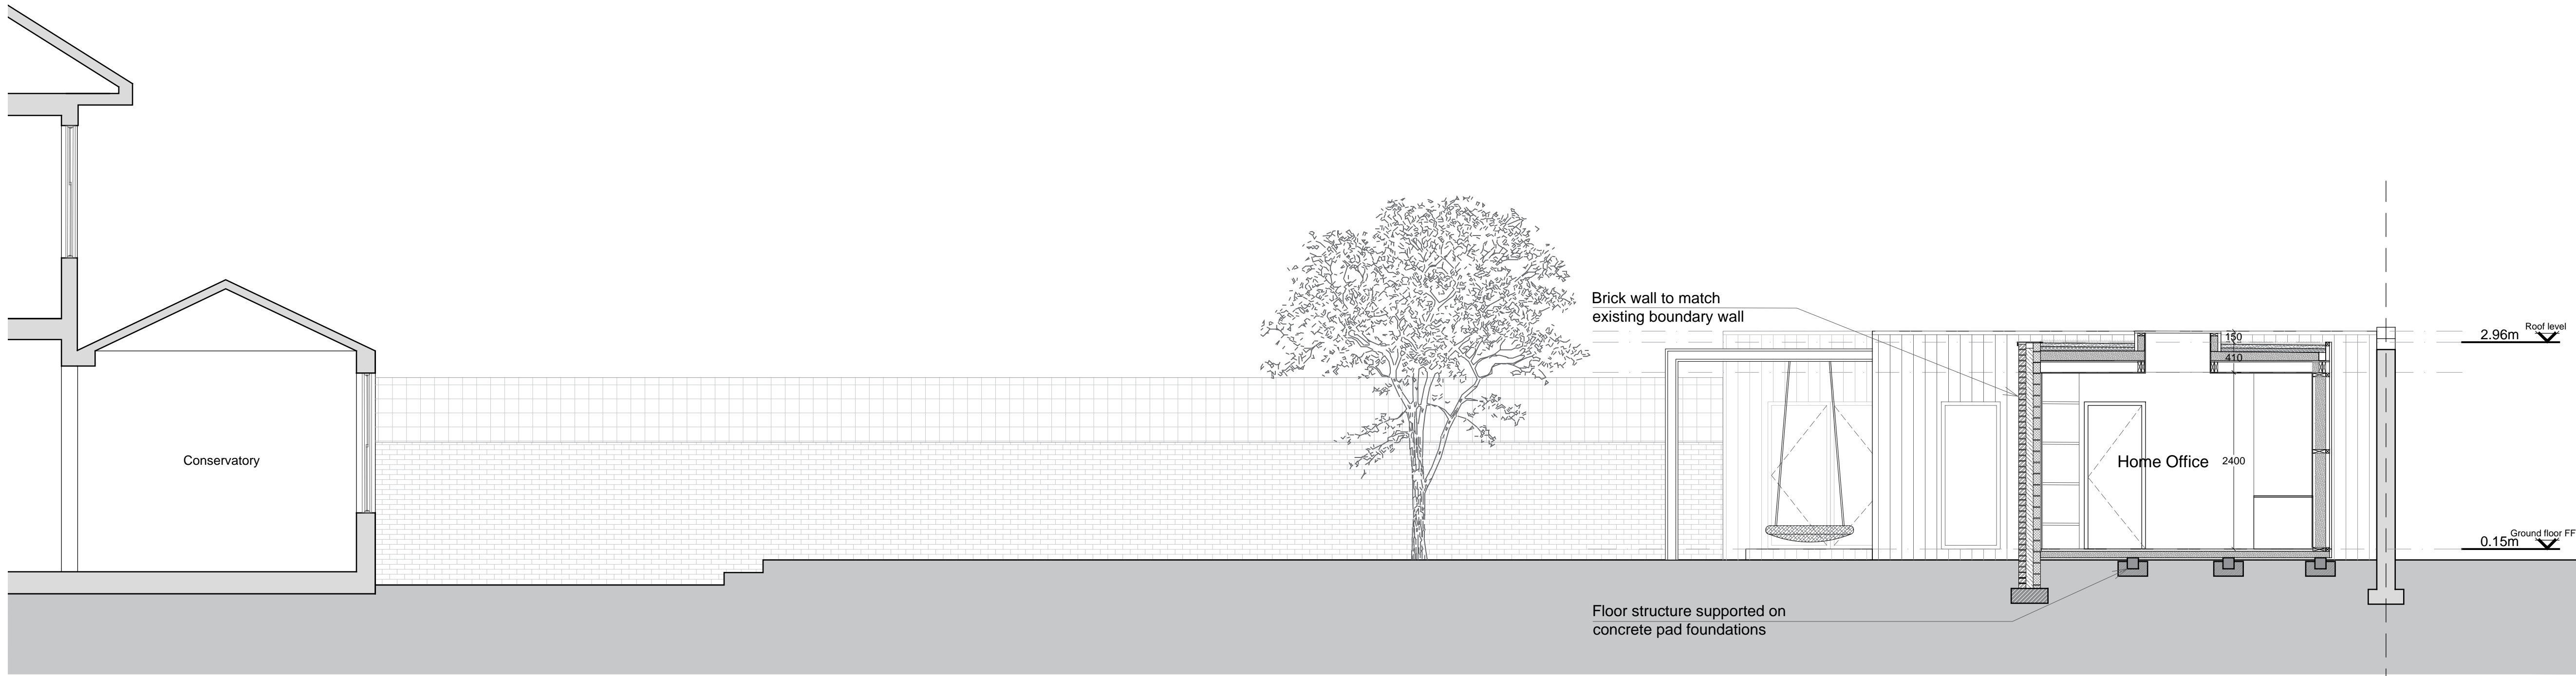 Brick wall to match
existing boundary wall
Roof level
2.96m
150
410
Conservatory
Home Office
2400
Ground floor FF
0.15m
Floor structure supported on
concrete pad foundations